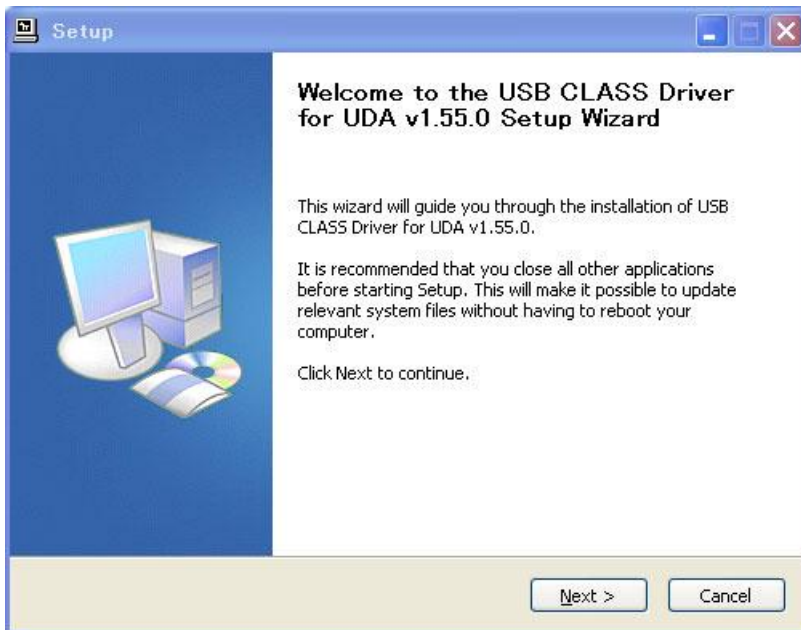 Setup
Welcome to the USB CLASS Driver
for UDA v1.55.0 Setup Wizard
This wizard will guide you through the installation of USB
CLASS Driver for UDA v1.55.0.
It is recommended that you close all other applications
before starting Setup. This will make it possible to update
relevant system files without having to reboot your
computer.
Click Next to continue.
Next >
Cancel